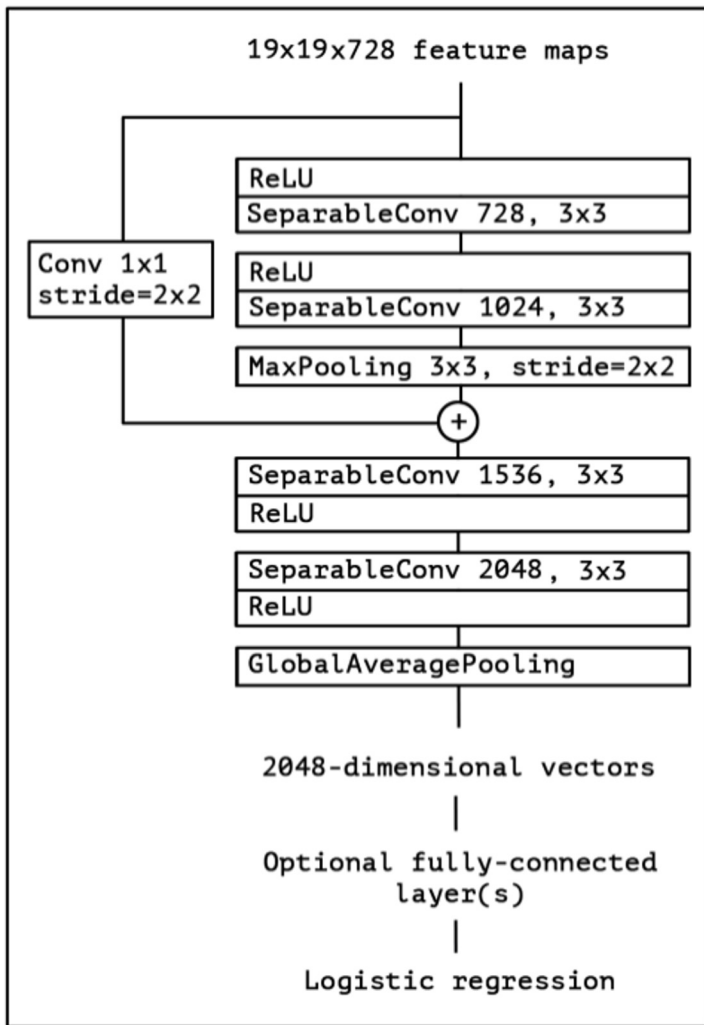 19x19x728 feature maps
ReLU
SeparableConv 728, 3x3
Conv 1x1
stride=2x2
ReLU
SeparableConv 1024, 3x3
MaxPooling 3x3, stride=2x2
+
SeparableConv 1536, 3x3
ReLU
SeparableConv 2048, 3x3
ReLU
GlobalAveragePooling
2048-dimensional vectors
Optional fully-connected
layer(s)
Logistic regression